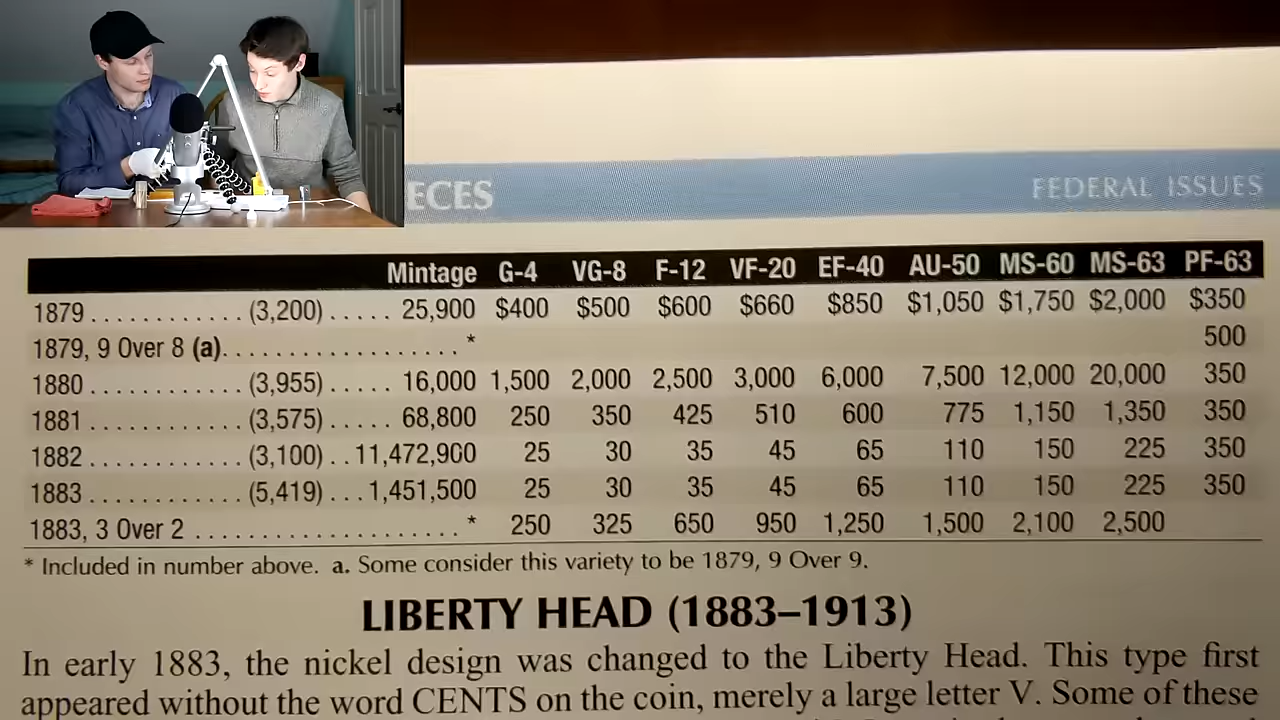 ECES FEDERAL ISSUES
Mintage G-4 VG-8 F-12 VF-20 EF-40 AU-50 MS-60 MS-63 PF-63
1879 . . . . . . . . . . . . (3,200) . . . . . 25,900 $400 $500 $600 $660 $850 $1,050 $1,750 $2,000 $350
1879, 9 Over 8 (a). . . . . . . . . . . . . . . . . . * 500
1880 . . . . . . . . . . . . (3,955) . . . . . 16,000 1,500 2,000 2,500 3,000 6,000 7,500 12,000 20,000 350
1881 . . . . . . . . . . . . (3,575) . . . . . 68,800 250 350 425 510 600 775 1,150 1,350 350
1882 . . . . . . . . . . . . (3,100) . . 11,472,900 25 30 35 45 65 110 150 225 350
1883 . . . . . . . . . . . . (5,419) . . . 1,451,500 25 30 35 45 65 110 150 225 350
1883, 3 Over 2 . . . . . . . . . . . . . . . . . . . . * 250 325 650 950 1,250 1,500 2,100 2,500
* Included in number above. a. Some consider this variety to be 1879, 9 Over 9.
LIBERTY HEAD (1883–1913)
In early 1883, the nickel design was changed to the Liberty Head. This type first
appeared without the word CENTS on the coin, merely a large letter V. Some of these